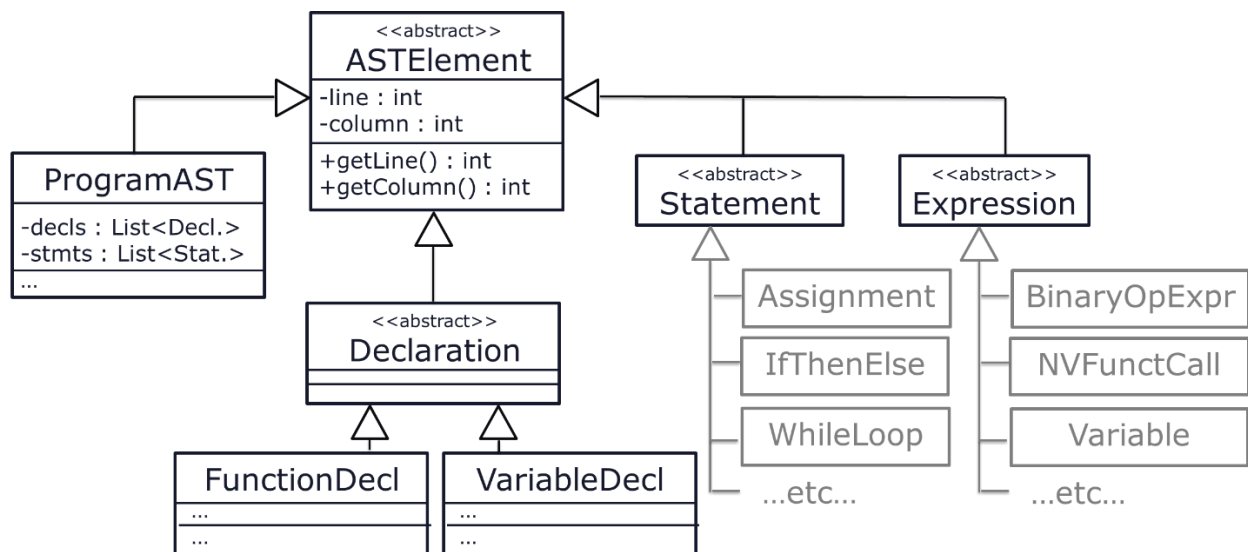 <<abstract>>
ASTElement
-line : int
-column : int
+getLine() : int
+getColumn() : int
ProgramAST
-decls : List<Decl.>
-stmts : List<Stat.>
...
<<abstract>>
Statement
<<abstract>>
Expression
Assignment
IfThenElse
WhileLoop
...etc...
BinaryOpExpr
NVFunctCall
Variable
...etc...
<<abstract>>
Declaration
FunctionDecl
...
...
VariableDecl
...
...